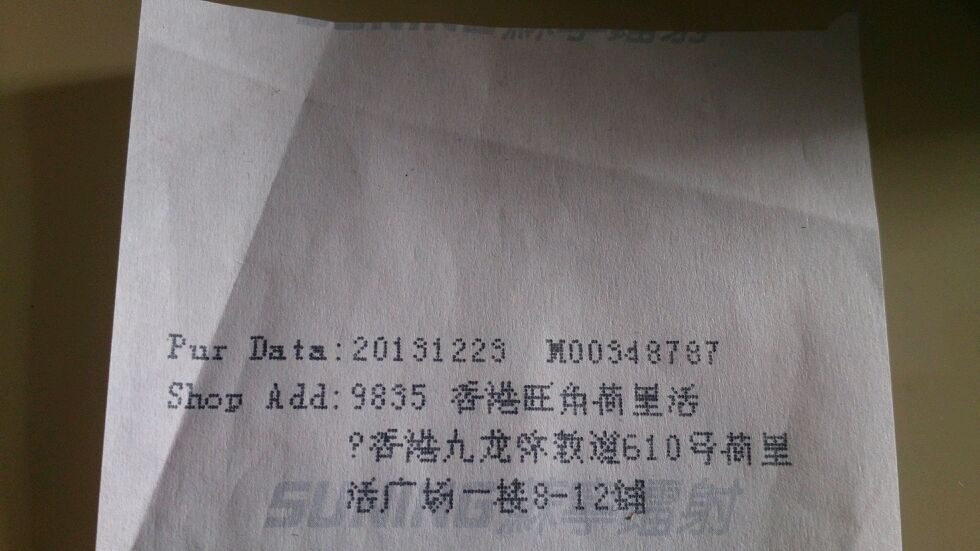 Pur Data:20131223 M00348787
Shop Add:9835 香港旺角荷里活
?香港九龙弥敦道610号荷里
活广场一楼8-12铺
SUNING